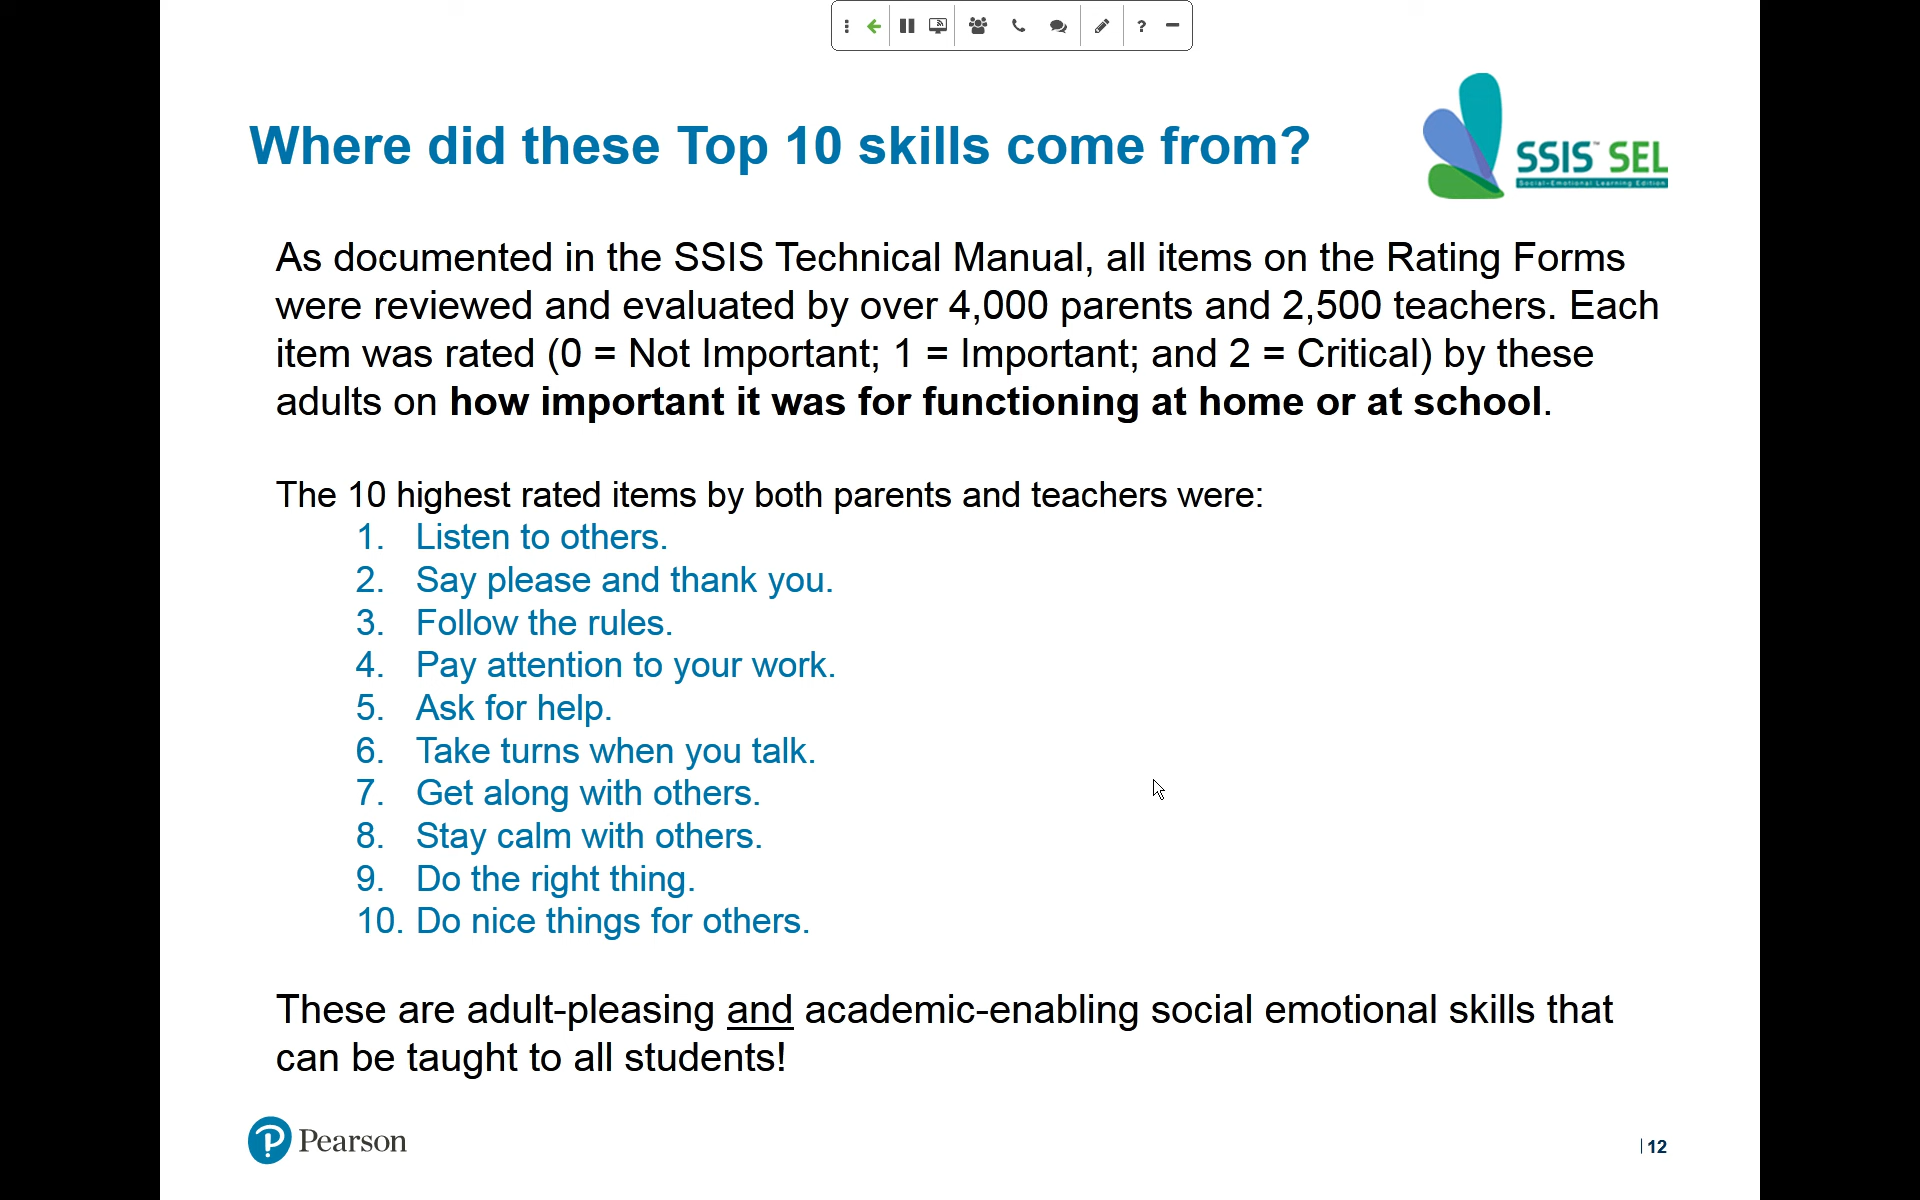 ?
Where did these Top 10 skills come from?
SSIS™ SEL
Social-Emotional Learning Edition
As documented in the SSIS Technical Manual, all items on the Rating Forms
were reviewed and evaluated by over 4,000 parents and 2,500 teachers. Each
item was rated (0 = Not Important; 1 = Important; and 2 = Critical) by these
adults on how important it was for functioning at home or at school.
The 10 highest rated items by both parents and teachers were:
1. Listen to others.
2. Say please and thank you.
3. Follow the rules.
4. Pay attention to your work.
5. Ask for help.
6. Take turns when you talk.
7. Get along with others.
8. Stay calm with others.
9. Do the right thing.
10. Do nice things for others.
These are adult-pleasing and academic-enabling social emotional skills that
can be taught to all students!
Pearson
| 12